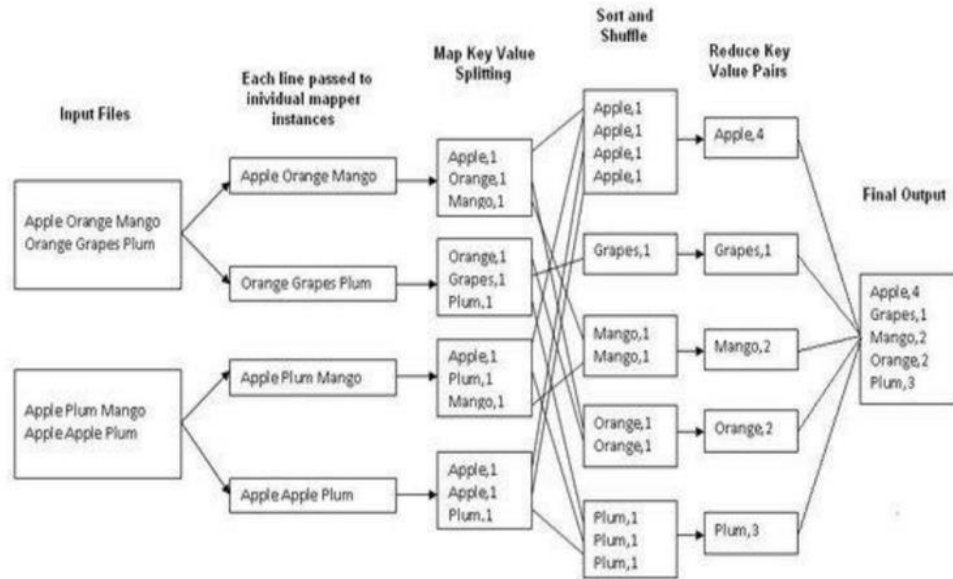 Input Files
Each line passed to
inividual mapper
instances
Map Key Value
Splitting
Sort and
Shuffle
Reduce Key
Value Pairs
Final Output
Apple Orange Mango
Orange Grapes Plum
Apple Plum Mango
Apple Apple Plum
Apple Orange Mango
Orange Grapes Plum
Apple Plum Mango
Apple Apple Plum
Apple,1
Orange,1
Mango,1
Orange,1
Grapes,1
Plum,1
Apple,1
Plum,1
Mango,1
Apple,1
Apple,1
Plum,1
Apple,1
Apple,1
Apple,1
Apple,1
Grapes,1
Mango,1
Mango,1
Orange,1
Orange,1
Plum,1
Plum,1
Plum,1
Apple,4
Grapes,1
Mango,2
Orange,2
Plum,3
Apple,4
Grapes,1
Mango,2
Orange,2
Plum,3